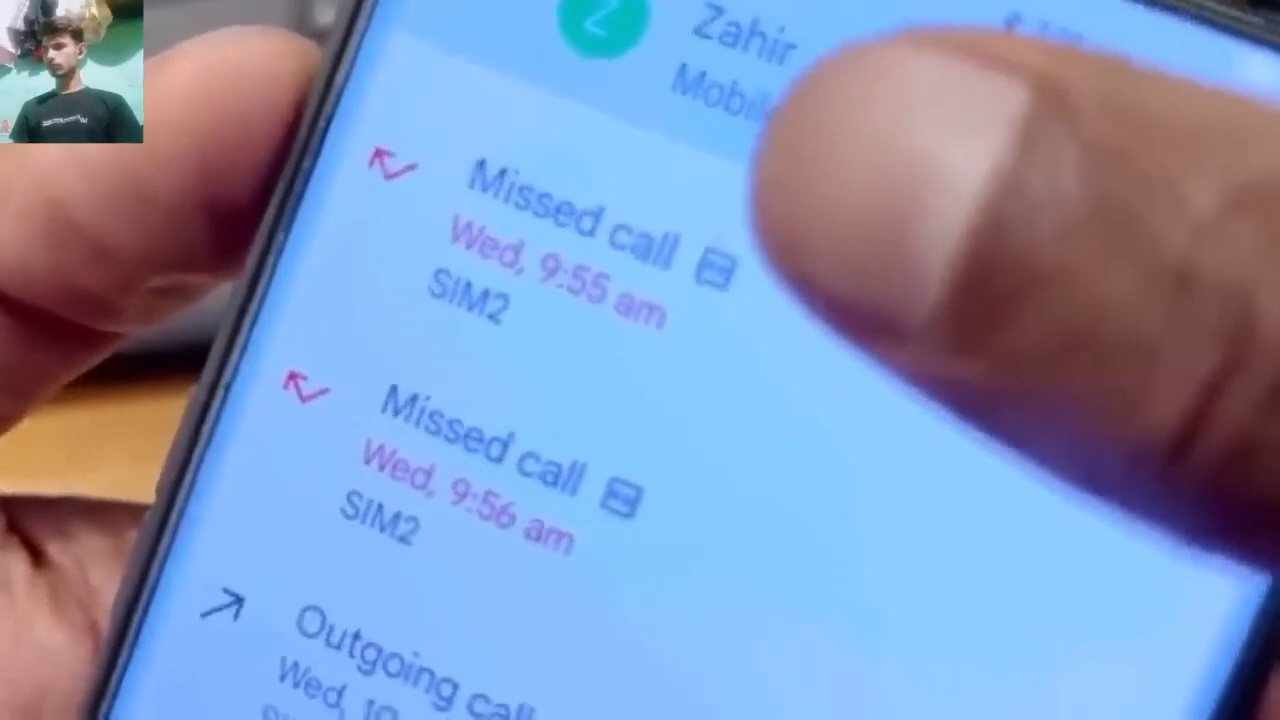 Z
Zahir
Missed call
Wed, 9:55 am
SIM2
Missed call
Wed, 9:56 am
SIM2
Outgoing call
Wed,